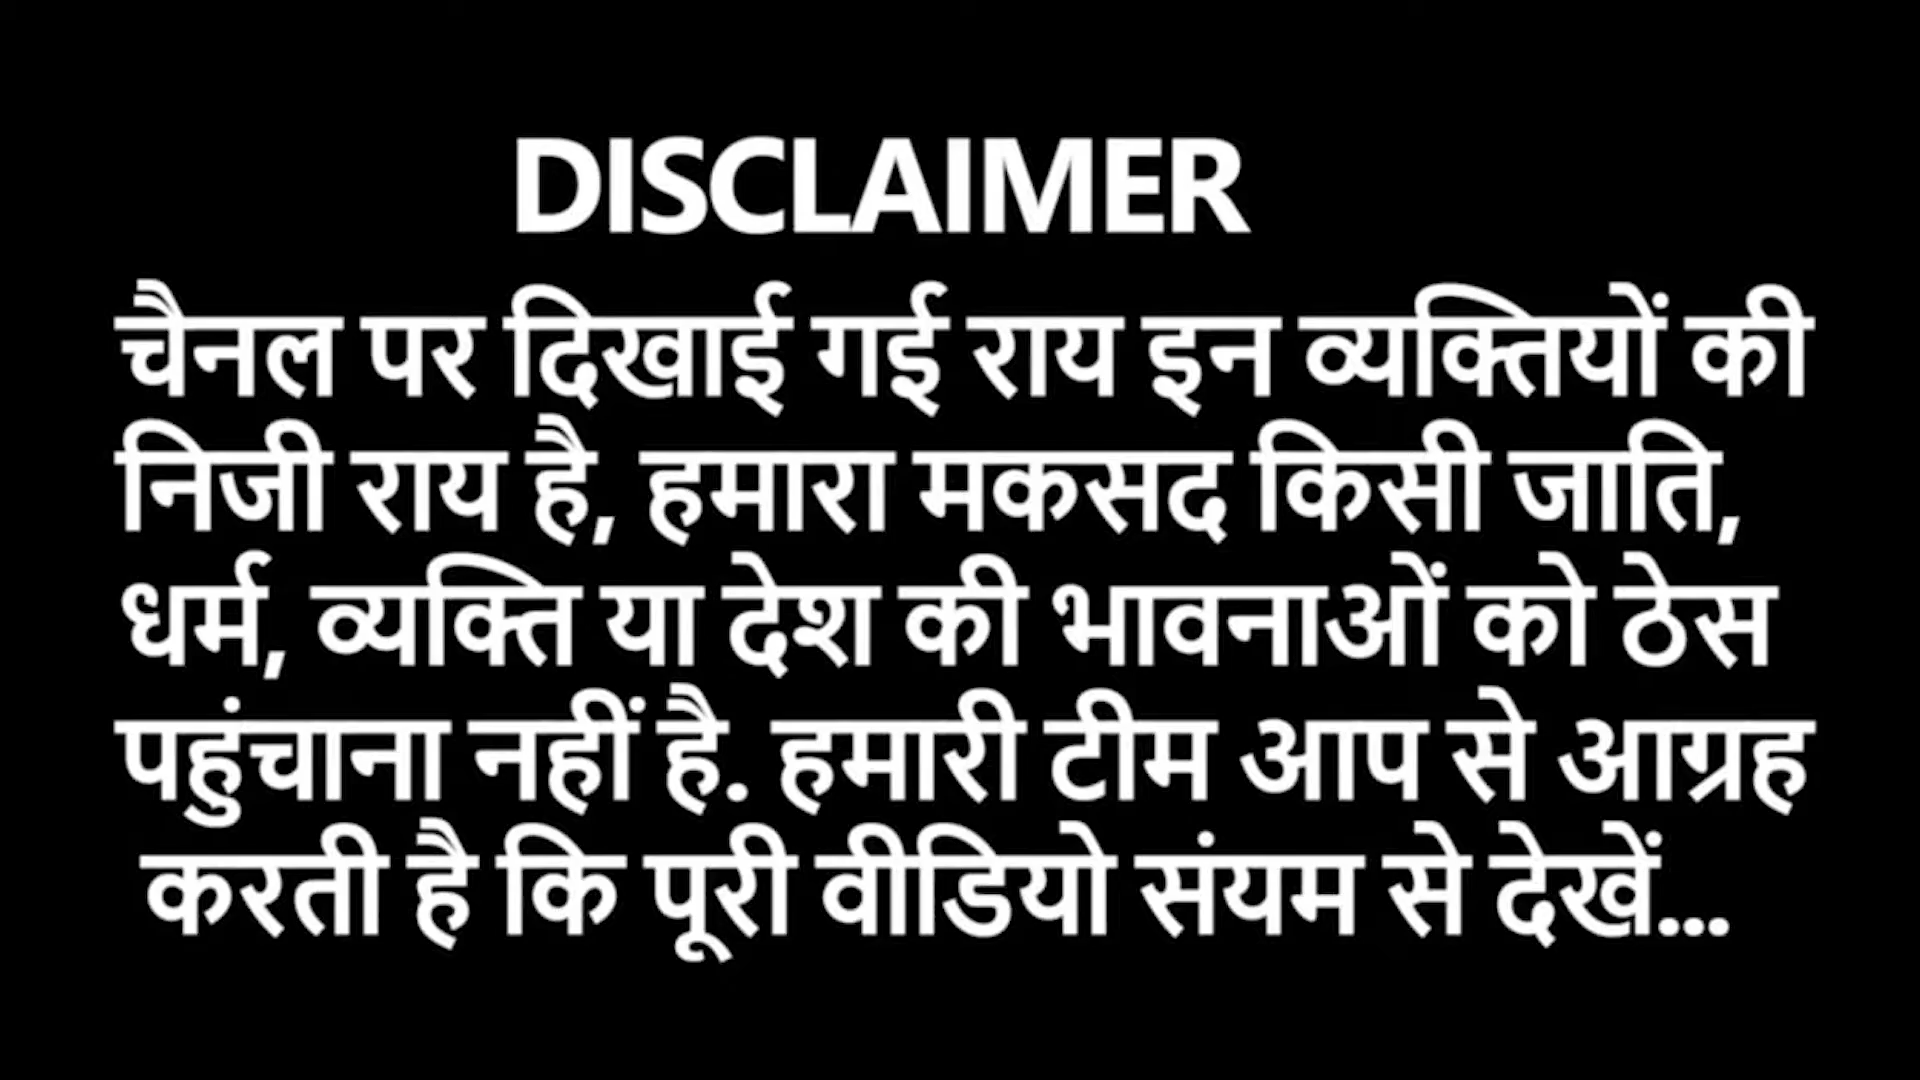 DISCLAIMER
चैनल पर दिखाई गई राय इन व्यक्तियों की
निजी राय है, हमारा मकसद किसी जाति,
धर्म, व्यक्ति या देश की भावनाओं को ठेस
पहुंचाना नहीं है. हमारी टीम आप से आग्रह
करती है कि पूरी वीडियो संयम से देखें...